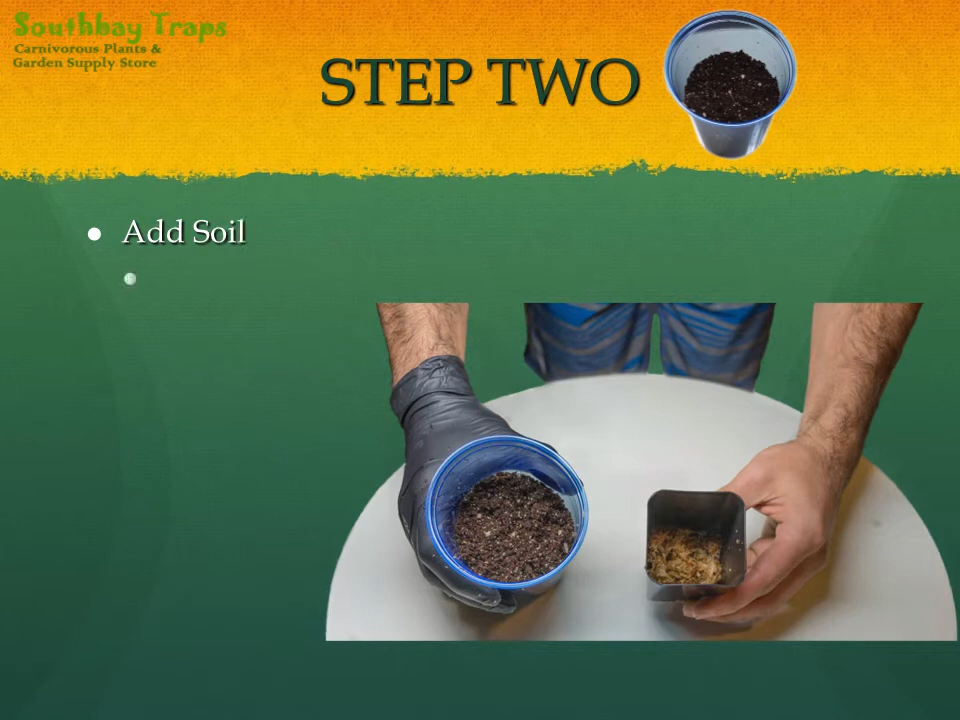 Southbay Traps
Carnivorous Plants &
Garden Supply Store
STEP TWO
Add Soil